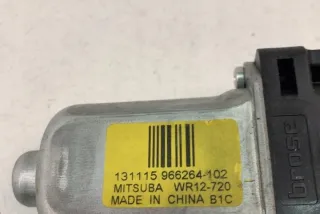 131115 966264-102
MITSUBA WR12-720
MADE IN CHINA B1C
brose